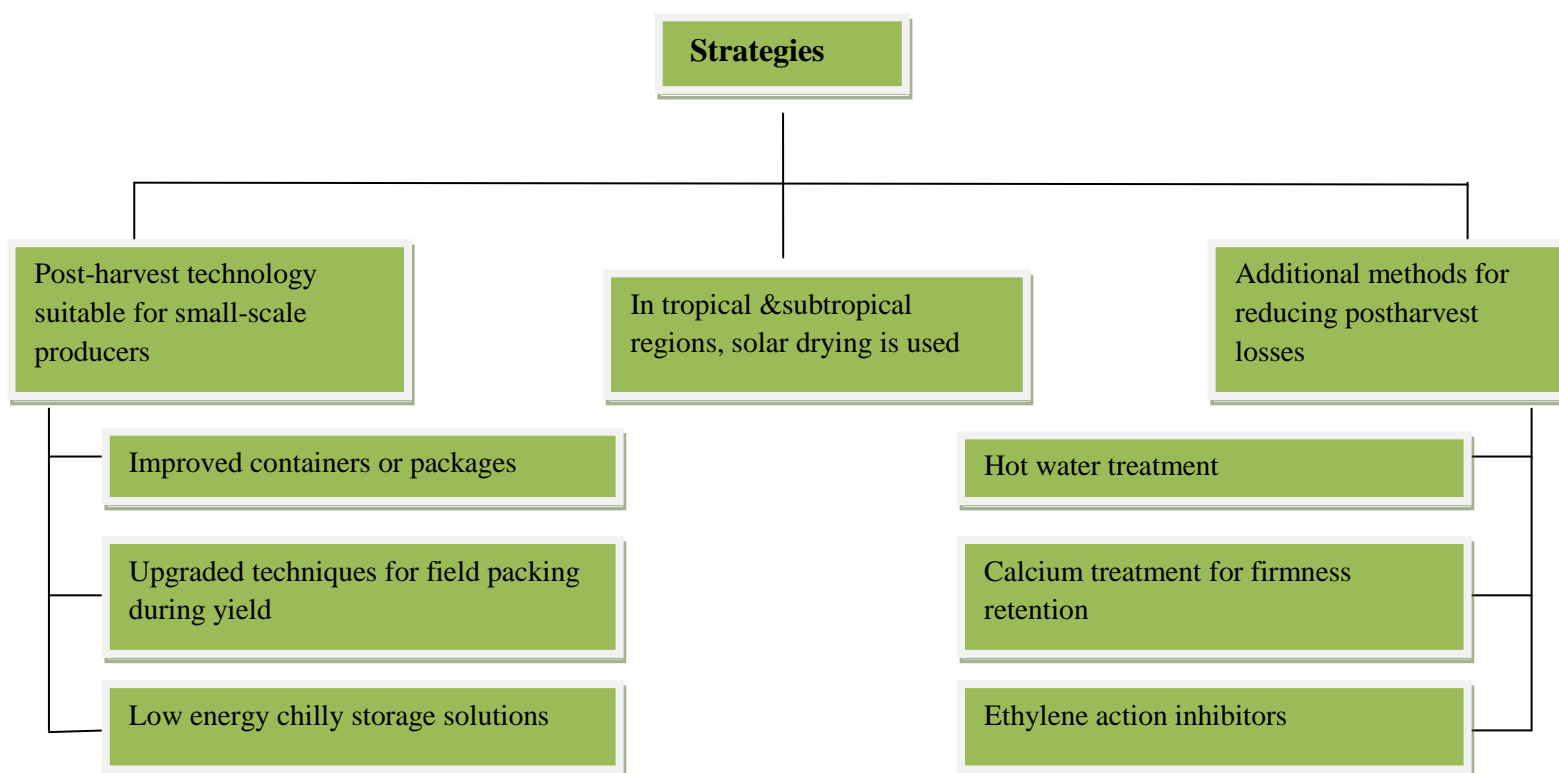 Strategies
Post-harvest technology
suitable for small-scale
producers
In tropical &subtropical
regions, solar drying is used
Additional methods for
reducing postharvest
losses
Improved containers or packages
Upgraded techniques for field packing
during yield
Low energy chilly storage solutions
Hot water treatment
Calcium treatment for firmness
retention
Ethylene action inhibitors